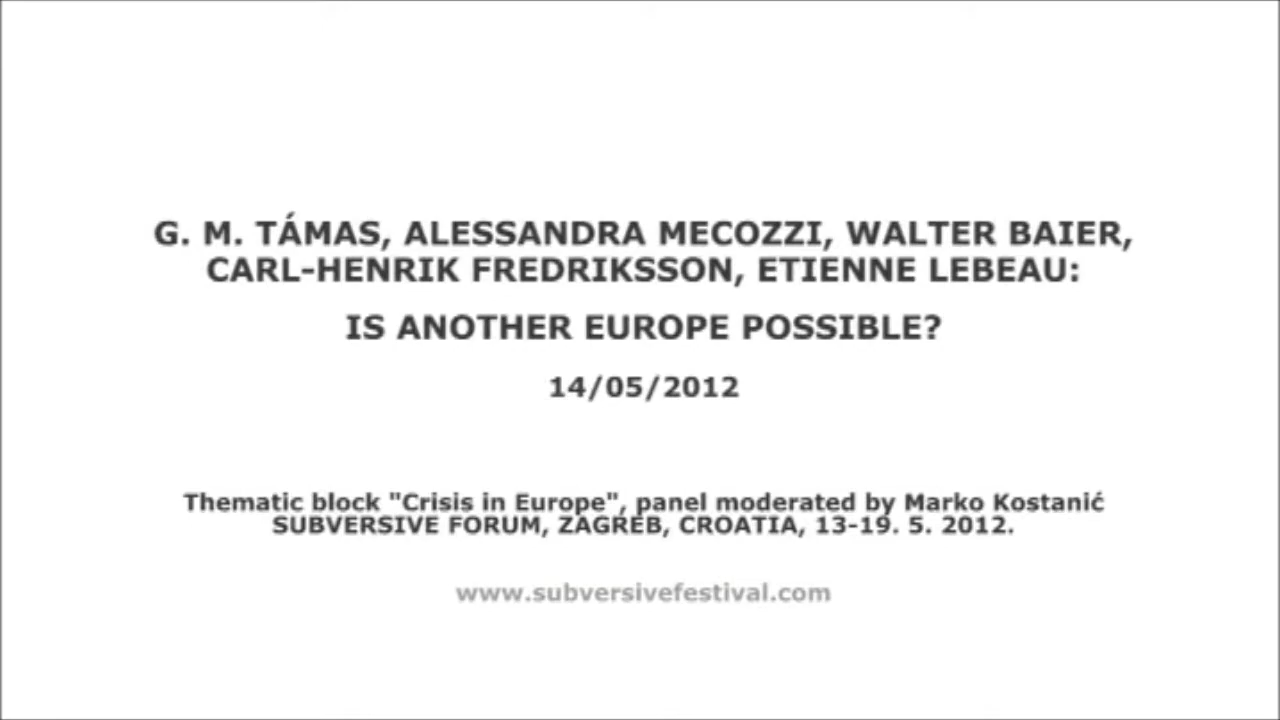 G. M. TÁMAS, ALESSANDRA MECOZZI, WALTER BAIER,
CARL-HENRIK FREDRIKSSON, ETIENNE LEBEAU:
IS ANOTHER EUROPE POSSIBLE?
14/05/2012
Thematic block "Crisis in Europe", panel moderated by Marko Kostanić
SUBVERSIVE FORUM, ZAGREB, CROATIA, 13-19. 5. 2012.
www.subversivefestival.com